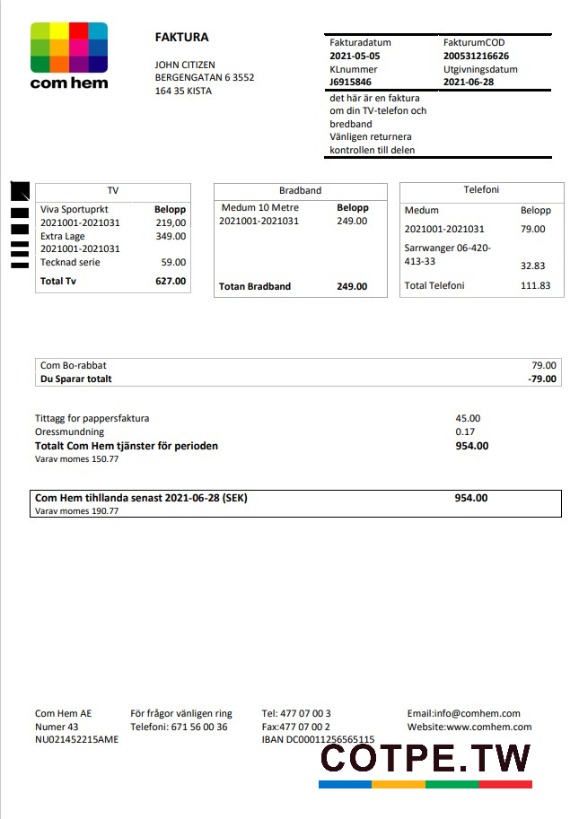 com hem
FAKTURA
JOHN CITIZEN
BERGENGATAN 6 3552
164 35 KISTA
Fakturadatum FakturumCOD
2021-05-05 200531216626
KLnummer Utgivningsdatum
J6915846 2021-06-28
det här är en faktura
om din TV-telefon och
bredband
Vänligen returnera
kontrollen till delen
TV
Viva Sportuprkt Belopp
2021001-2021031 219,00
Extra Lage 349.00
2021001-2021031
Tecknad serie 59.00
Total Tv 627.00
Bradband
Medum 10 Metre Belopp
2021001-2021031 249.00
Totan Bradband 249.00
Telefoni
Medum Belopp
2021001-2021031 79.00
Sarrwanger 06-420-
413-33 32.83
Total Telefoni 111.83
Com Bo-rabbat 79.00
Du Sparar totalt -79.00
Tittagg for pappersfaktura 45.00
Oressmundning 0.17
Totalt Com Hem tjänster för perioden 954.00
Varav momes 150.77
Com Hem tihllanda senast 2021-06-28 (SEK) 954.00
Varav momes 190.77
Com Hem AE För frågor vänligen ring Tel: 477 07 00 3 Email:info@comhem.com
Numer 43 Telefoni: 671 56 00 36 Fax:477 07 00 2 Website:www.comhem.com
NU021452215AME IBAN DC00011256565115
COTPE.TW